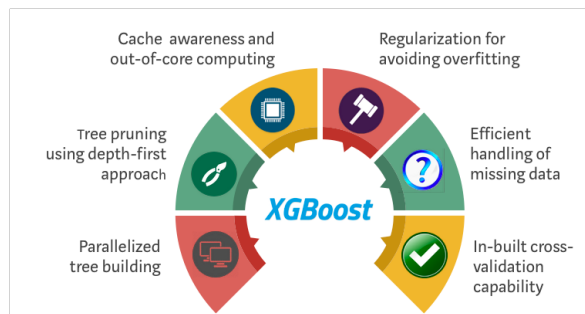 Cache awareness and
out-of-core computing
Regularization for
avoiding overfitting
Tree pruning
using depth-first
approach
Efficient
handling of
missing data
?
XGBoost
Parallelized
tree building
In-built cross-
validation
capability